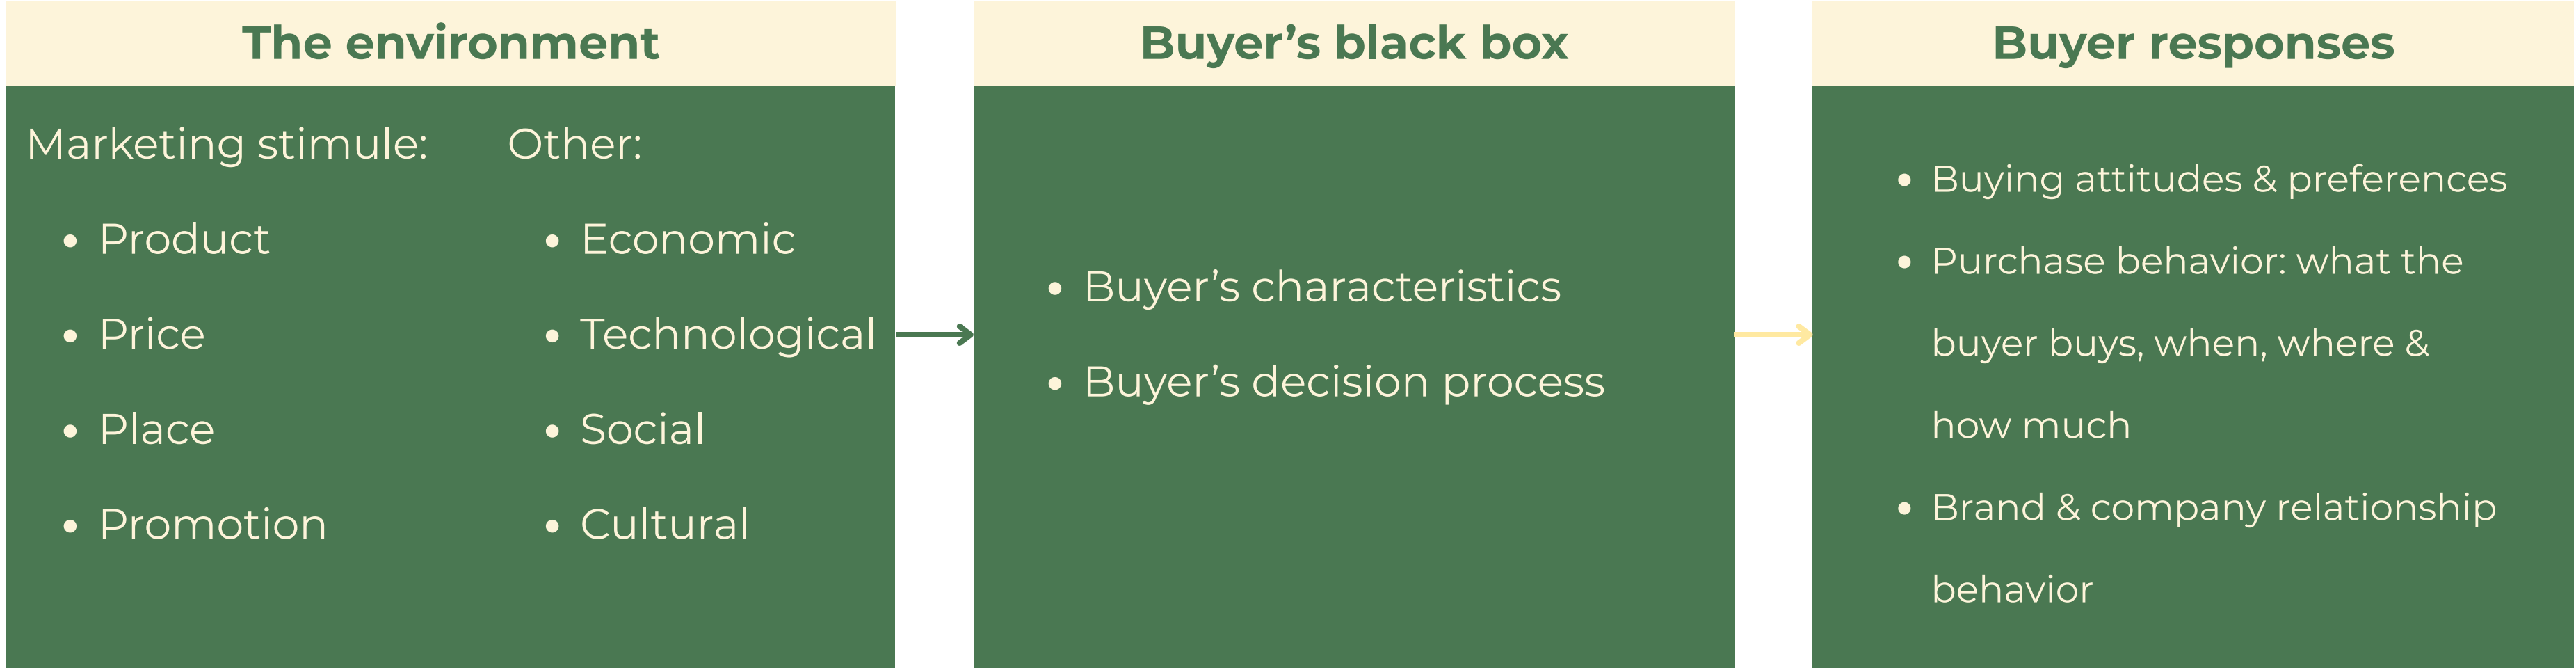 The environment
Marketing stimule:
• Product
• Price
• Place
• Promotion
Other:
• Economic
• Technological
• Social
• Cultural
Buyer’s black box
• Buyer’s characteristics
• Buyer’s decision process
Buyer responses
• Buying attitudes & preferences
• Purchase behavior: what the
buyer buys, when, where &
how much
• Brand & company relationship
behavior